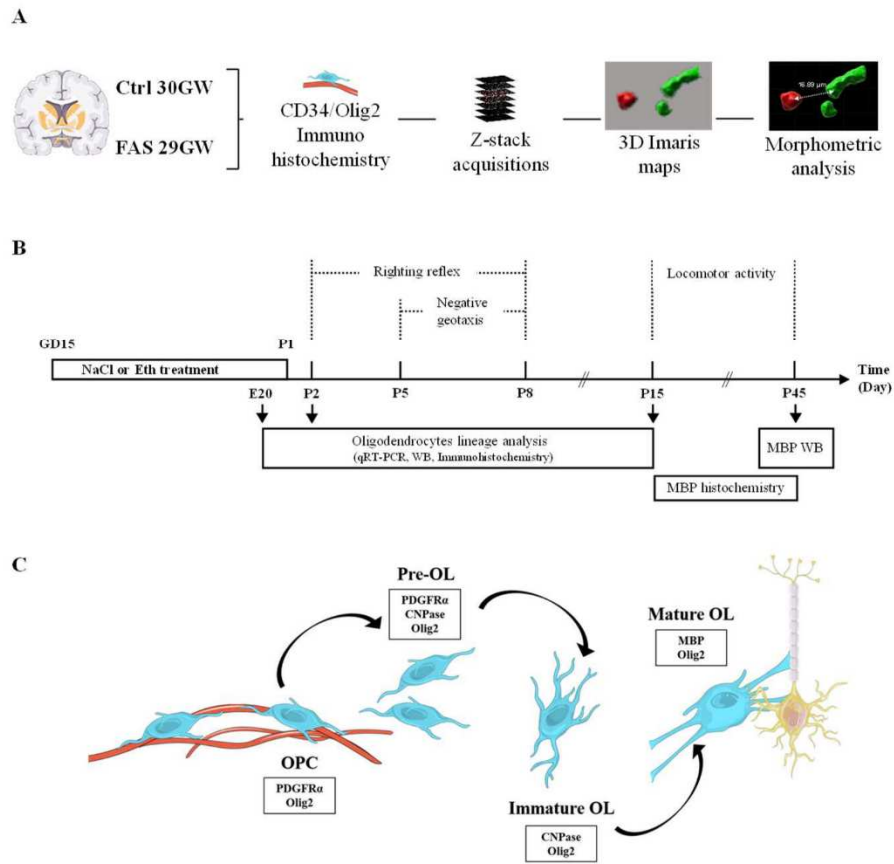 A
Ctrl 30GW
FAS 29GW
CD34/Olig2
Immuno
histochemistry
Z-stack
acquisitions
3D Imaris
maps
16.89 µm
Morphometric
analysis
B
Righting reflex
Locomotor activity
Negative
geotaxis
GD15
P1
NaCl or Eth treatment
Time
(Day)
E20
P2
P5
P8
P15
P45
Oligodendrocytes lineage analysis
(qRT-PCR, WB, Immunohistochemistry)
MBP WB
MBP histochemistry
C
Pre-OL
PDGFRα
CNPase
Olig2
Mature OL
MBP
Olig2
OPC
PDGFRα
Olig2
Immature OL
CNPase
Olig2